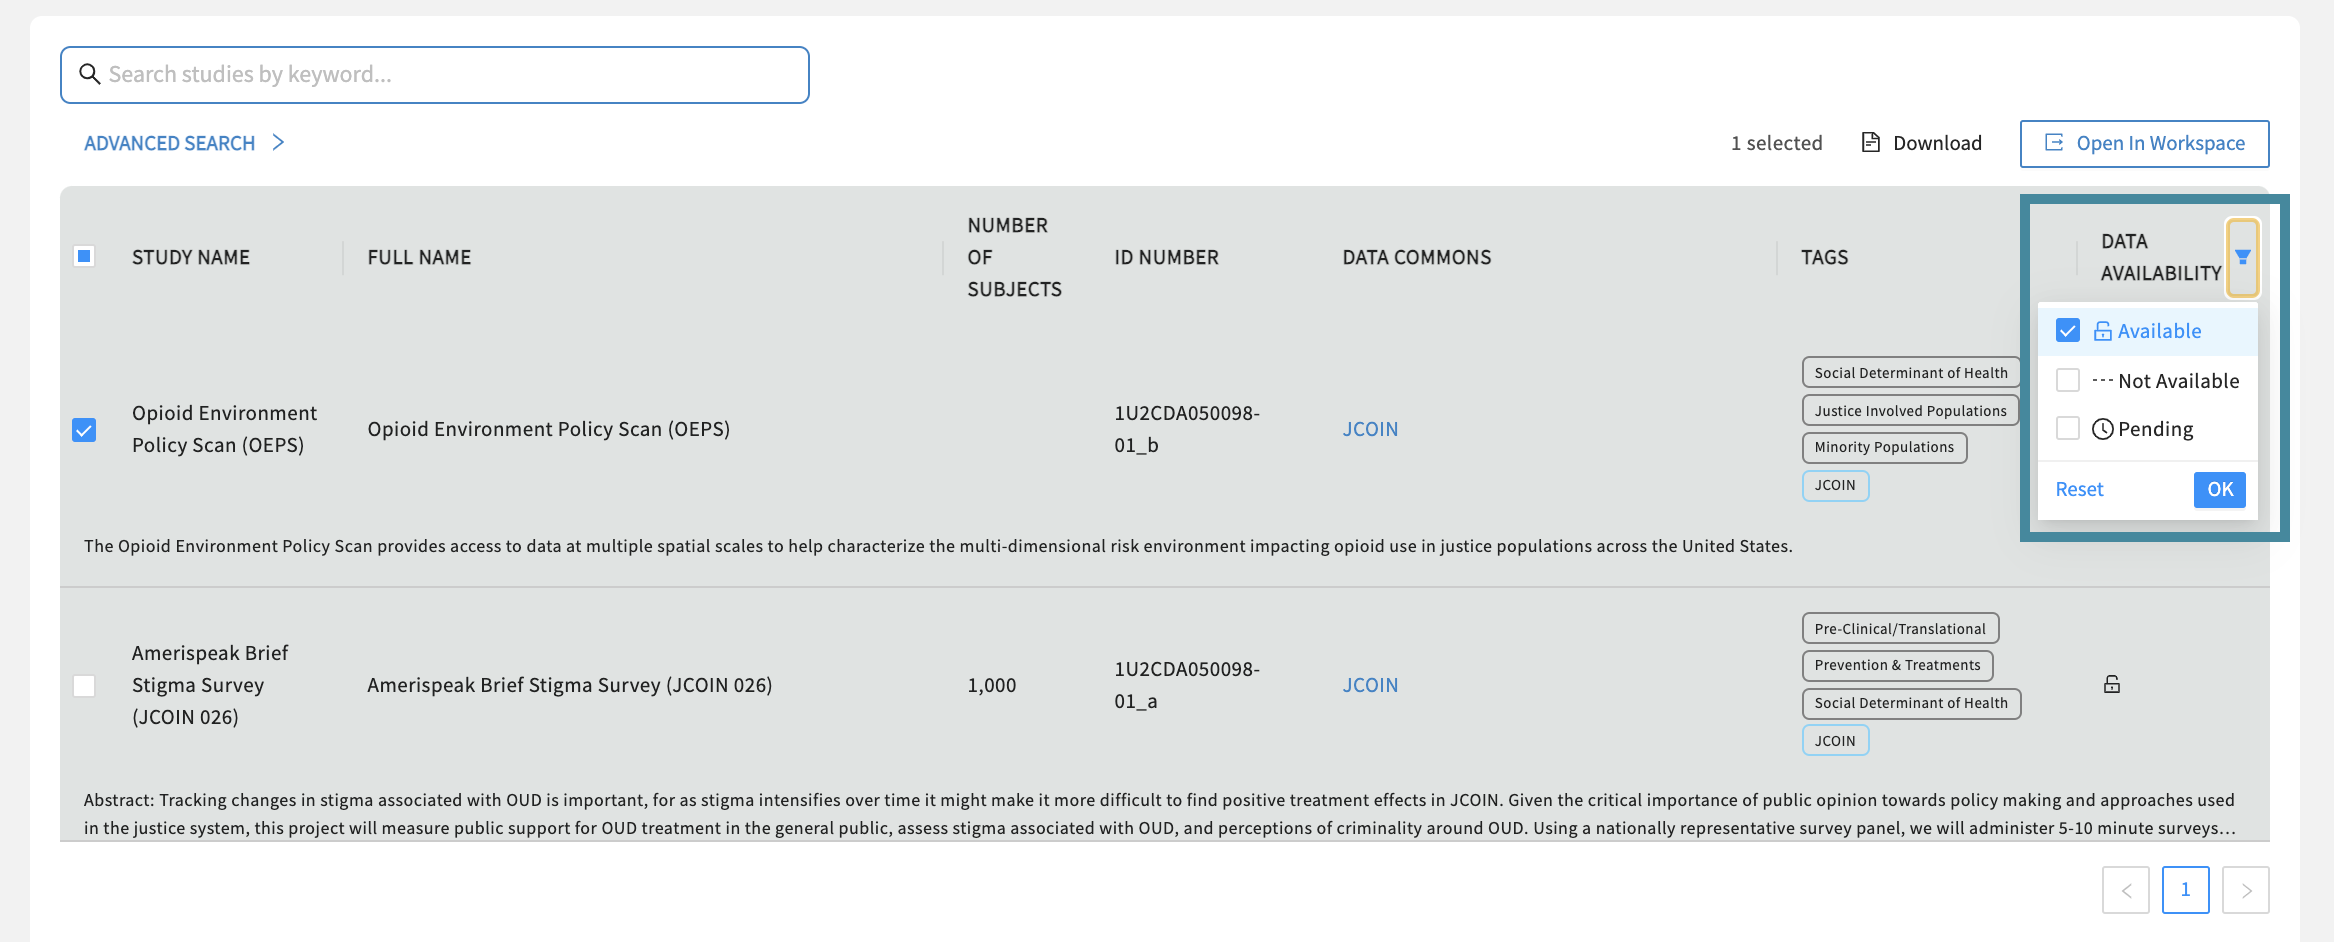 Search studies by keyword...
ADVANCED SEARCH
1 selected
Download
Open In Workspace
STUDY NAME
FULL NAME
NUMBER
OF
SUBJECTS
ID NUMBER
DATA COMMONS
TAGS
DATA
AVAILABILITY
Available
Not Available
Pending
Reset
OK
Opioid Environment
Policy Scan (OEPS)
Opioid Environment Policy Scan (OEPS)
1U2CDA050098-
01_b
JCOIN
Social Determinant of Health
Justice Involved Populations
Minority Populations
JCOIN
The Opioid Environment Policy Scan provides access to data at multiple spatial scales to help characterize the multi-dimensional risk environment impacting opioid use in justice populations across the United States.
Amerispeak Brief
Stigma Survey
(JCOIN 026)
Amerispeak Brief Stigma Survey (JCOIN 026)
1,000
1U2CDA050098-
01_a
JCOIN
Pre-Clinical/Translational
Prevention & Treatments
Social Determinant of Health
JCOIN
Abstract: Tracking changes in stigma associated with OUD is important, for as stigma intensifies over time it might make it more difficult to find positive treatment effects in JCOIN. Given the critical importance of public opinion towards policy making and approaches used
in the justice system, this project will measure public support for OUD treatment in the general public, assess stigma associated with OUD, and perceptions of criminality around OUD. Using a nationally representative survey panel, we will administer 5-10 minute surveys...
1